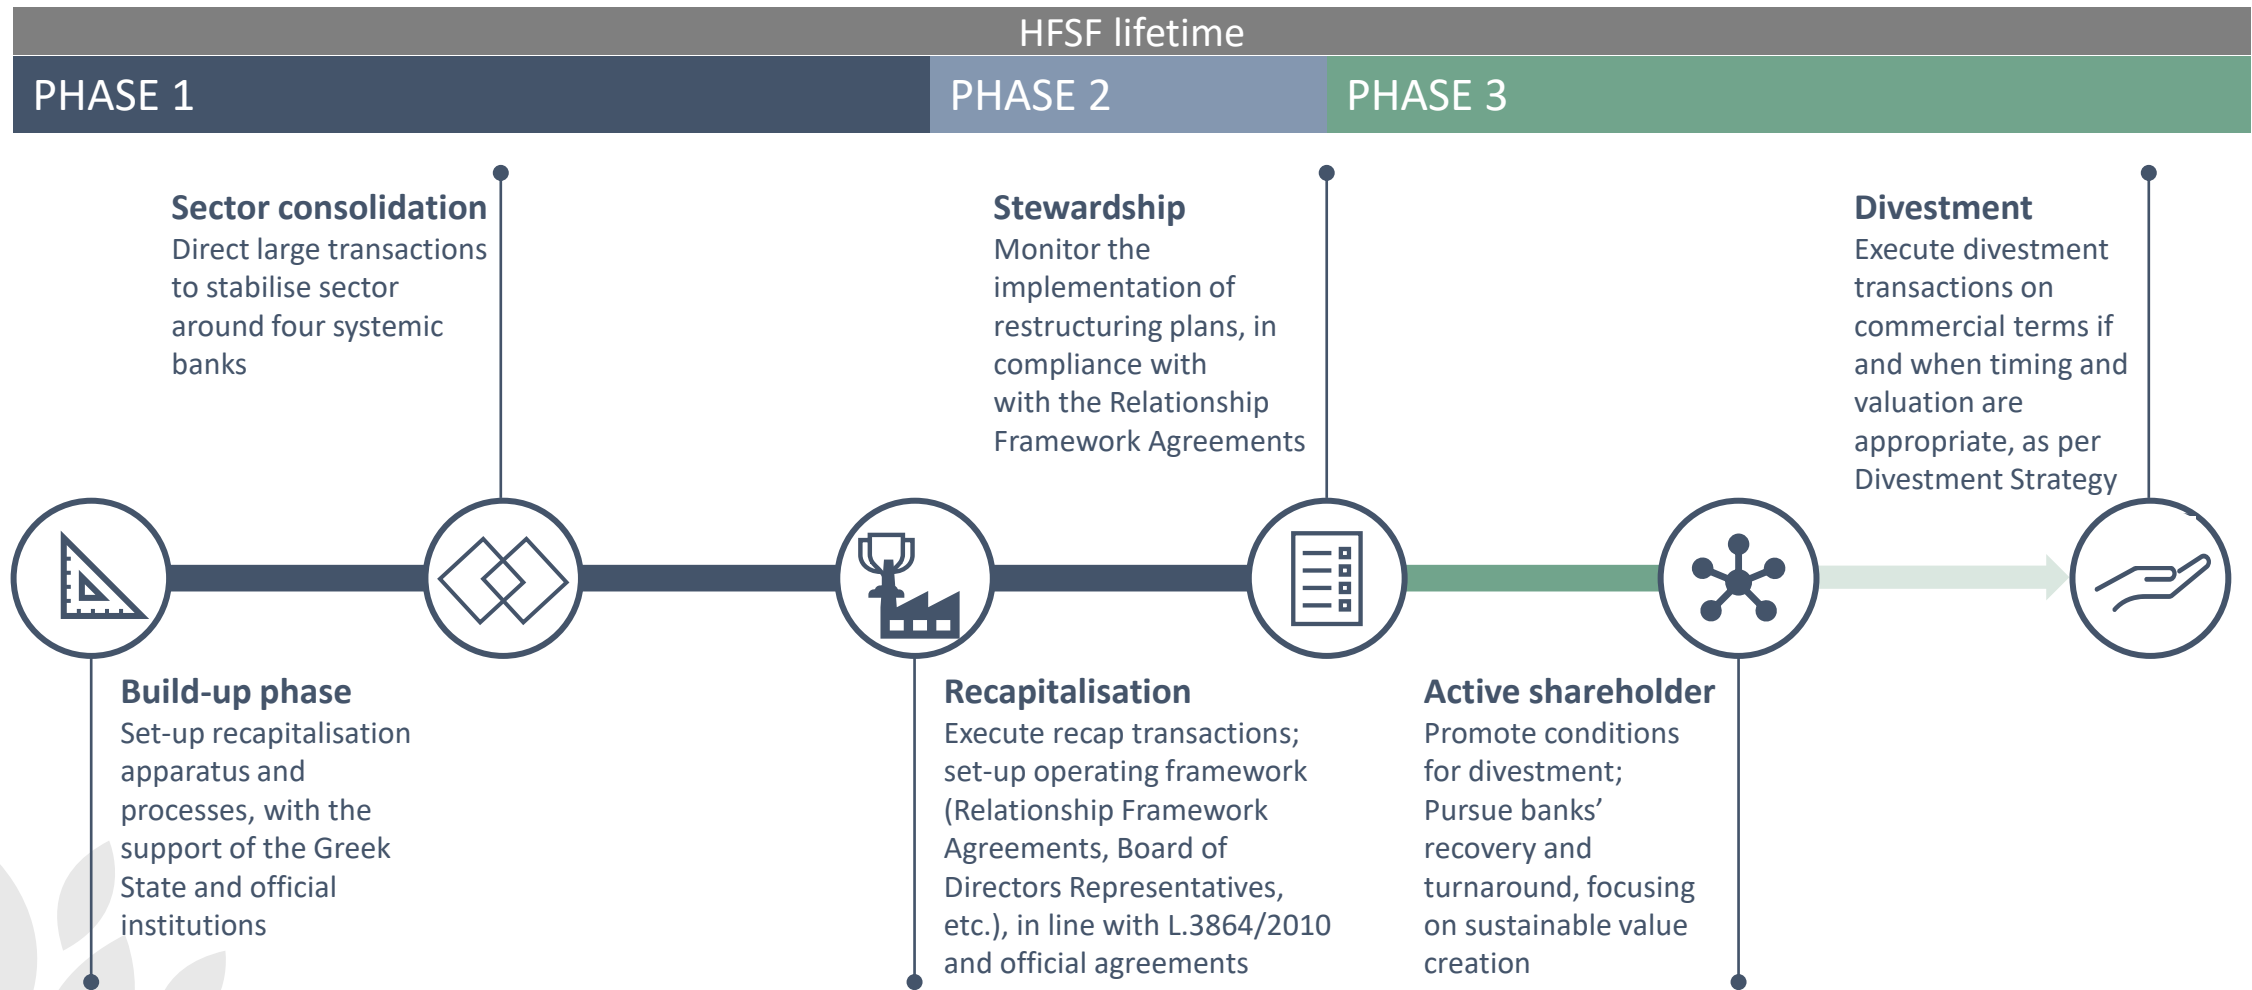 HFSF lifetime
PHASE 1
PHASE 2
PHASE 3
Sector consolidation
Direct large transactions
to stabilise sector
around four systemic
banks
Stewardship
Monitor the
implementation of
restructuring plans, in
compliance with
with the Relationship
Framework Agreements
Divestment
Execute divestment
transactions on
commercial terms if
and when timing and
valuation are
appropriate, as per
Divestment Strategy
Build-up phase
Set-up recapitalisation
apparatus and
processes, with the
support of the Greek
State and official
institutions
Recapitalisation
Execute recap transactions;
set-up operating framework
(Relationship Framework
Agreements, Board of
Directors Representatives,
etc.), in line with L.3864/2010
and official agreements
Active shareholder
Promote conditions
for divestment;
Pursue banks’
recovery and
turnaround, focusing
on sustainable value
creation